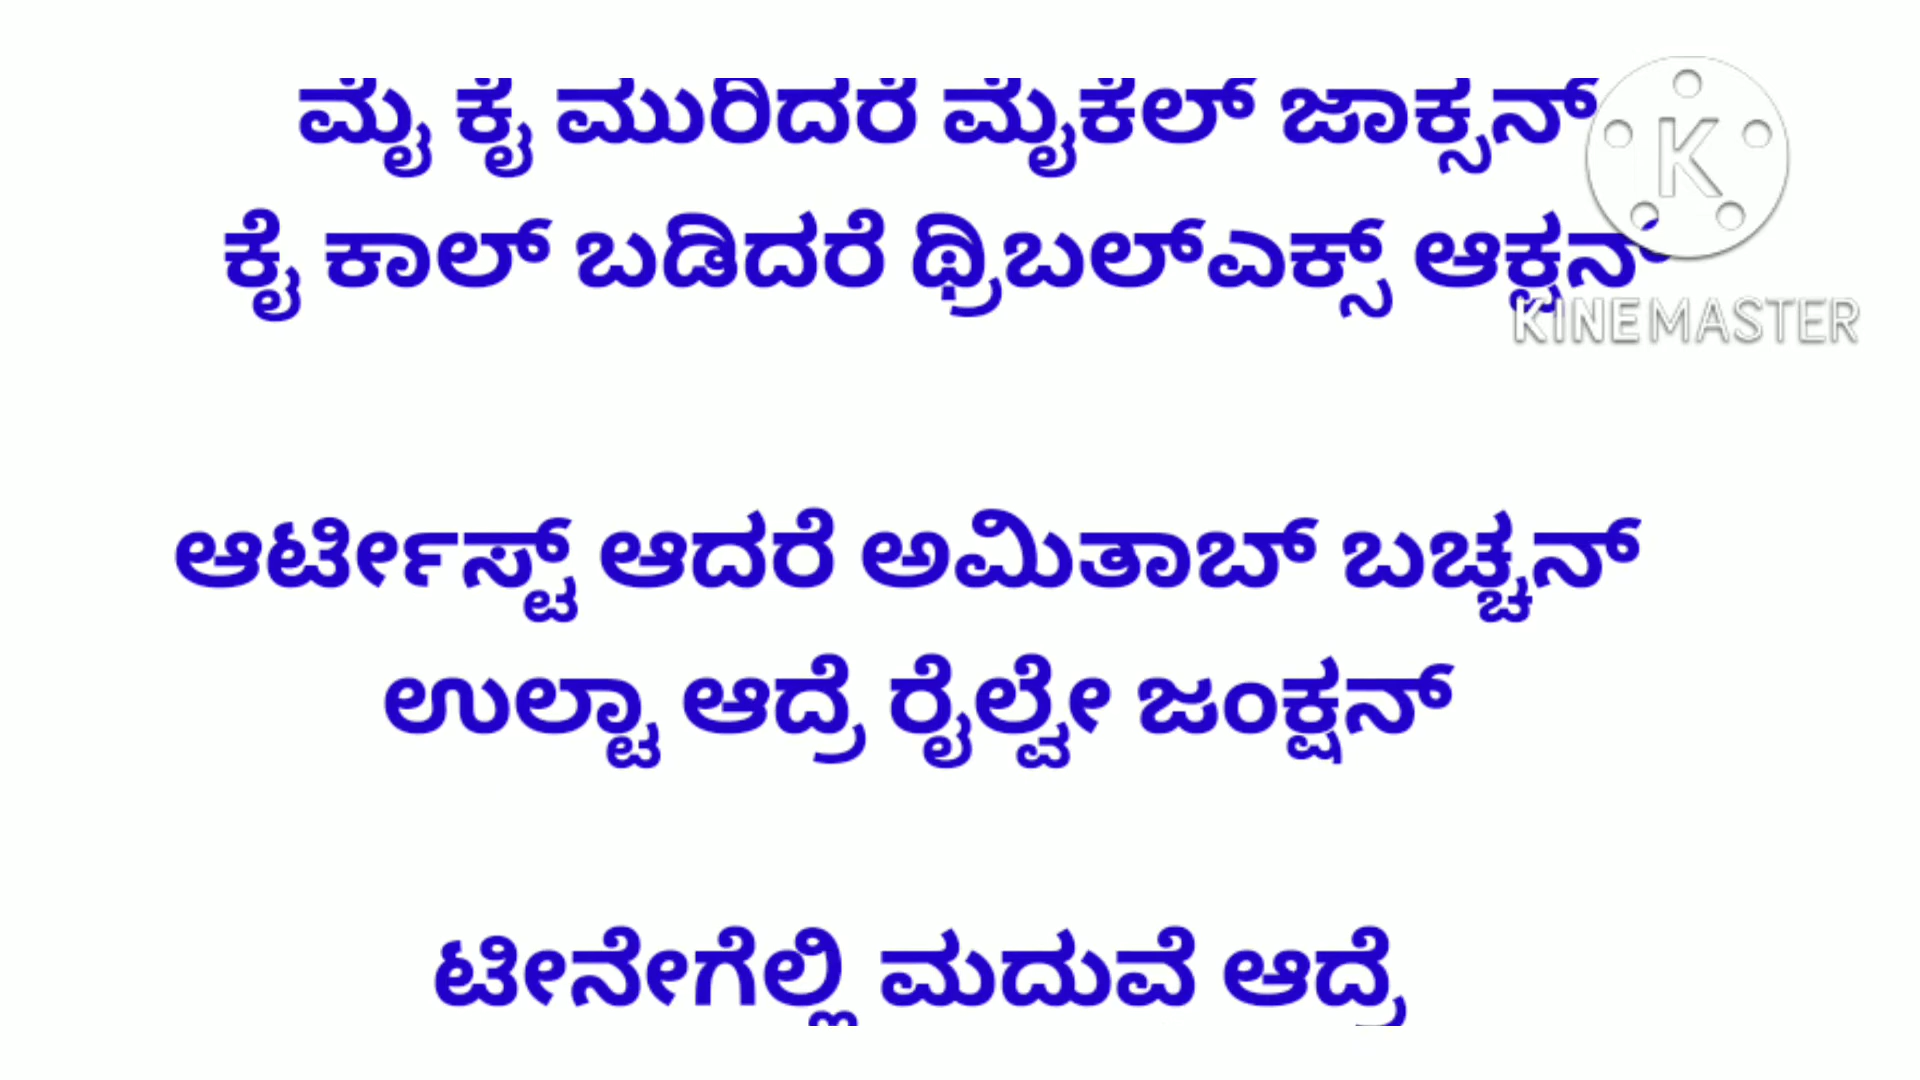 ಮೈ ಕೈ ಮುರಿದರೆ ಮೈಕೆಲ್ ಜಾಕ್ಸನ್
ಕೈ ಕಾಲ್ ಬಡಿದರೆ ಥ್ರಿಬಲ್‌ಎಕ್ಸ್ ಆಕ್ಷನ್
K
KINEMASTER
ಆರ್ಟೀಸ್ಟ್ ಆದರೆ ಅಮಿತಾಬ್ ಬಚ್ಚನ್
ಉಲ್ಟಾ ಆದ್ರೆ ರೈಲ್ವೇ ಜಂಕ್ಷನ್
ಟೀನೇಗೆಲ್ಲಿ ಮದುವೆ ಆದ್ರೆ